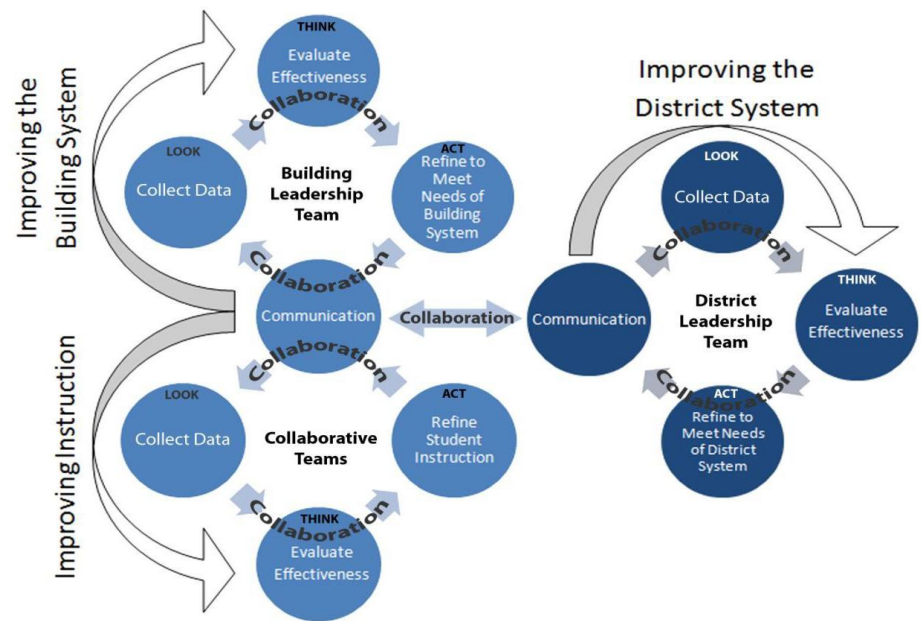 Improving the
Building System
THINK
Evaluate
Effectiveness
Collaboration
LOOK
Collect Data
Building
Leadership
Team
ACT
Refine to
Meet
Needs of
Building
System
Collaboration
Communication
Collaboration
Improving Instruction
Collaboration
LOOK
Collect Data
Collaborative
Teams
ACT
Refine
Student
Instruction
Collaboration
THINK
Evaluate
Effectiveness
Improving the
District System
LOOK
Collect Data
Collaboration
Communication
District
Leadership
Team
THINK
Evaluate
Effectiveness
Collaboration
ACT
Refine to
Meet Needs
of District
System